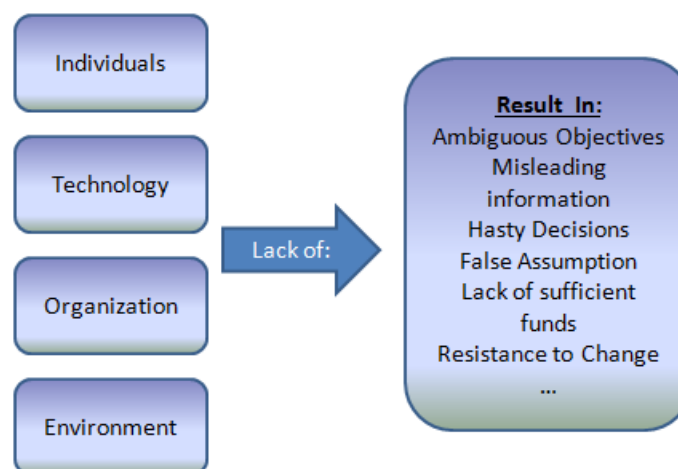 Individuals
Technology
Organization
Environment
Lack of:
Result In:
Ambiguous Objectives
Misleading
information
Hasty Decisions
False Assumption
Lack of sufficient
funds
Resistance to Change
...